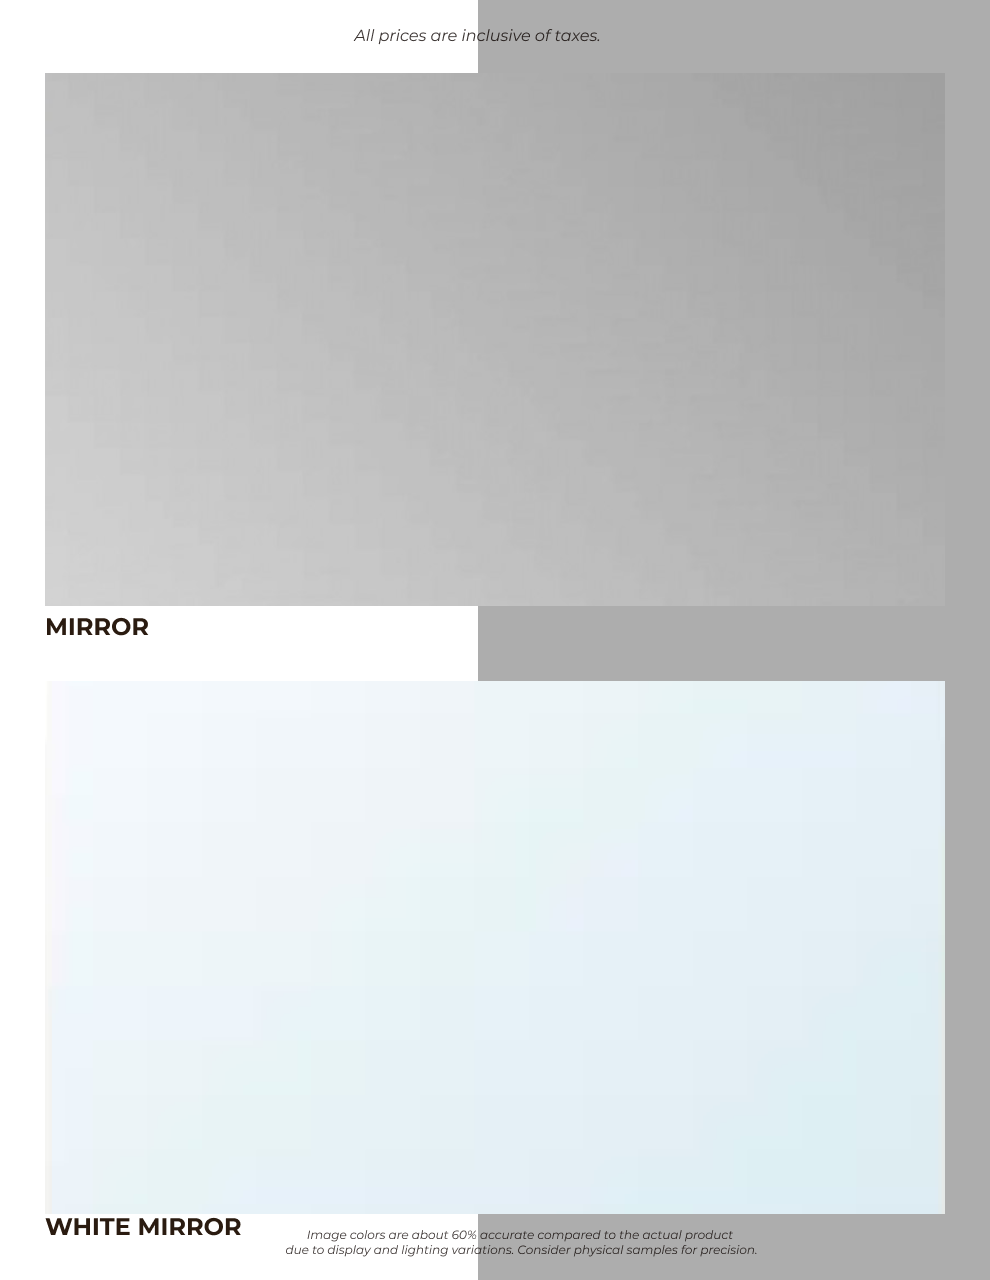 All prices are inclusive of taxes.
MIRROR
WHITE MIRROR
Image colors are about 60% accurate compared to the actual product
due to display and lighting variations. Consider physical samples for precision.